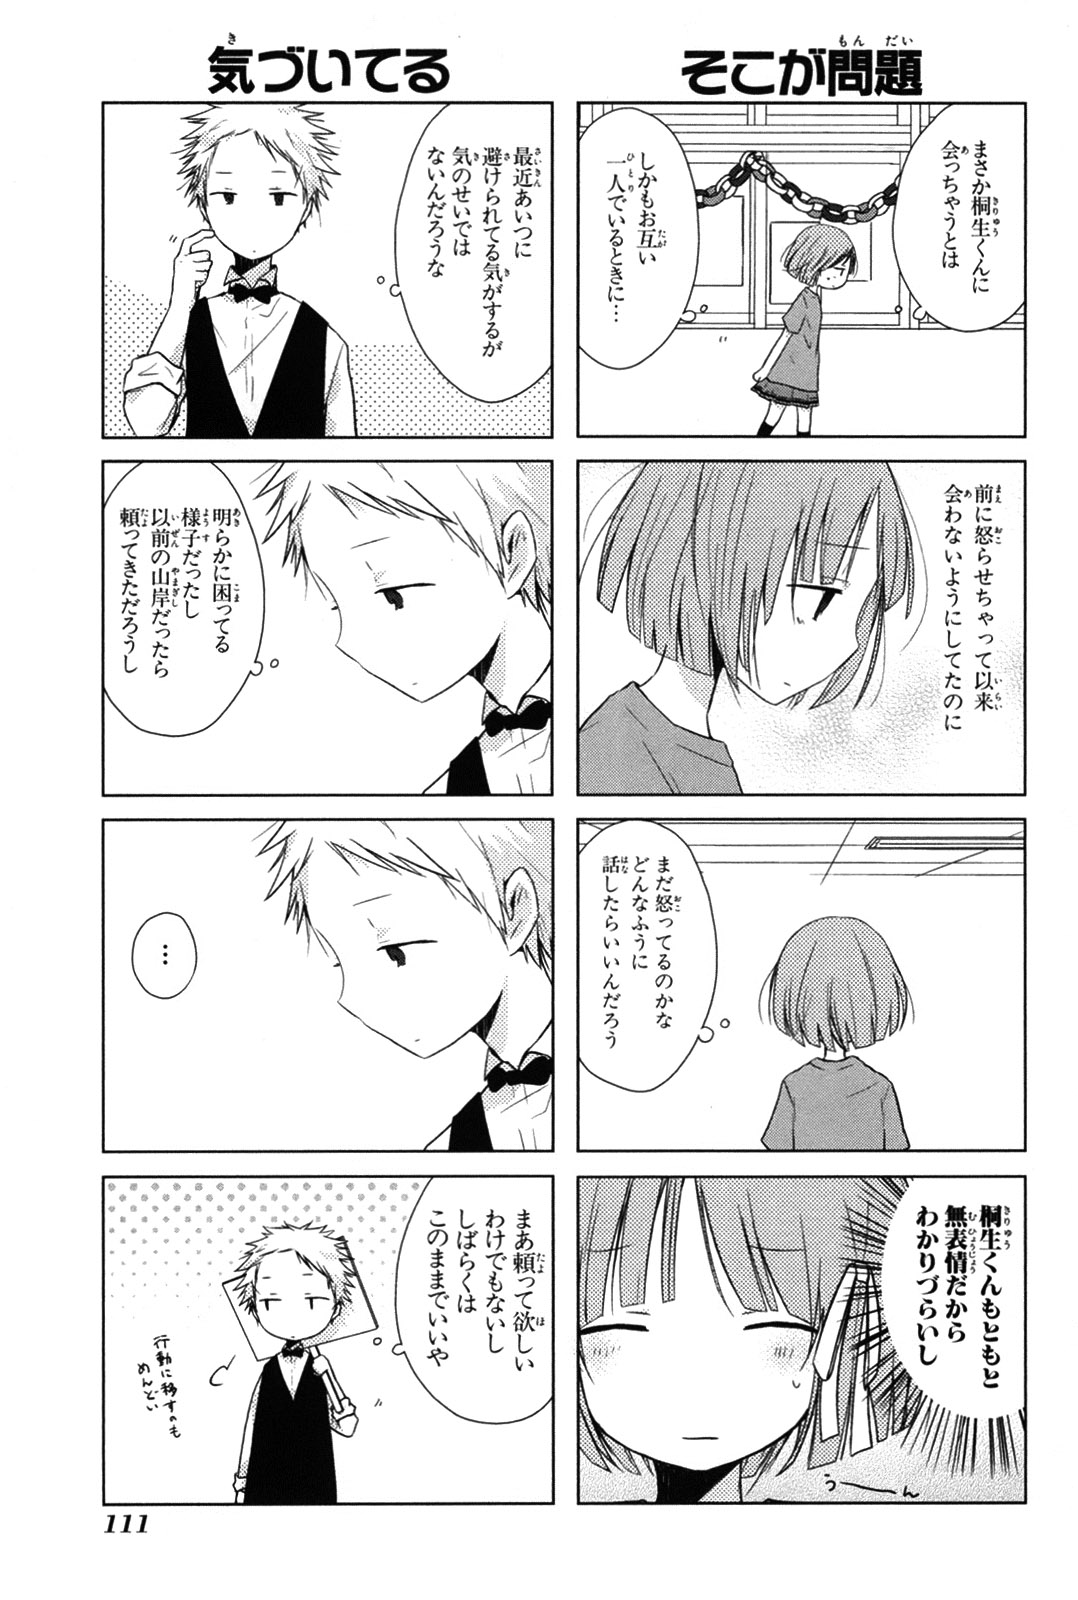 そこが問題
まさか桐生くんに
会っちゃうとは
しかもお互い
一人でいるときに…
前に怒らせちゃって以来
会わないようにしてたのに
まだ怒ってるのかな
どんなふうに
話したらいいんだろう
桐生くんもともと
無表情だから
わかりづらいし
うーん
気づいてる
最近あいつに
避けられてる気がするが
気のせいでは
ないんだろうな
明らかに困ってる
様子だったし
以前の山岸だったら
頼ってきただろうし
…
まあ頼って欲しい
わけでもないし
しばらくは
このままでいいや
行動に移すのも
めんどい
111